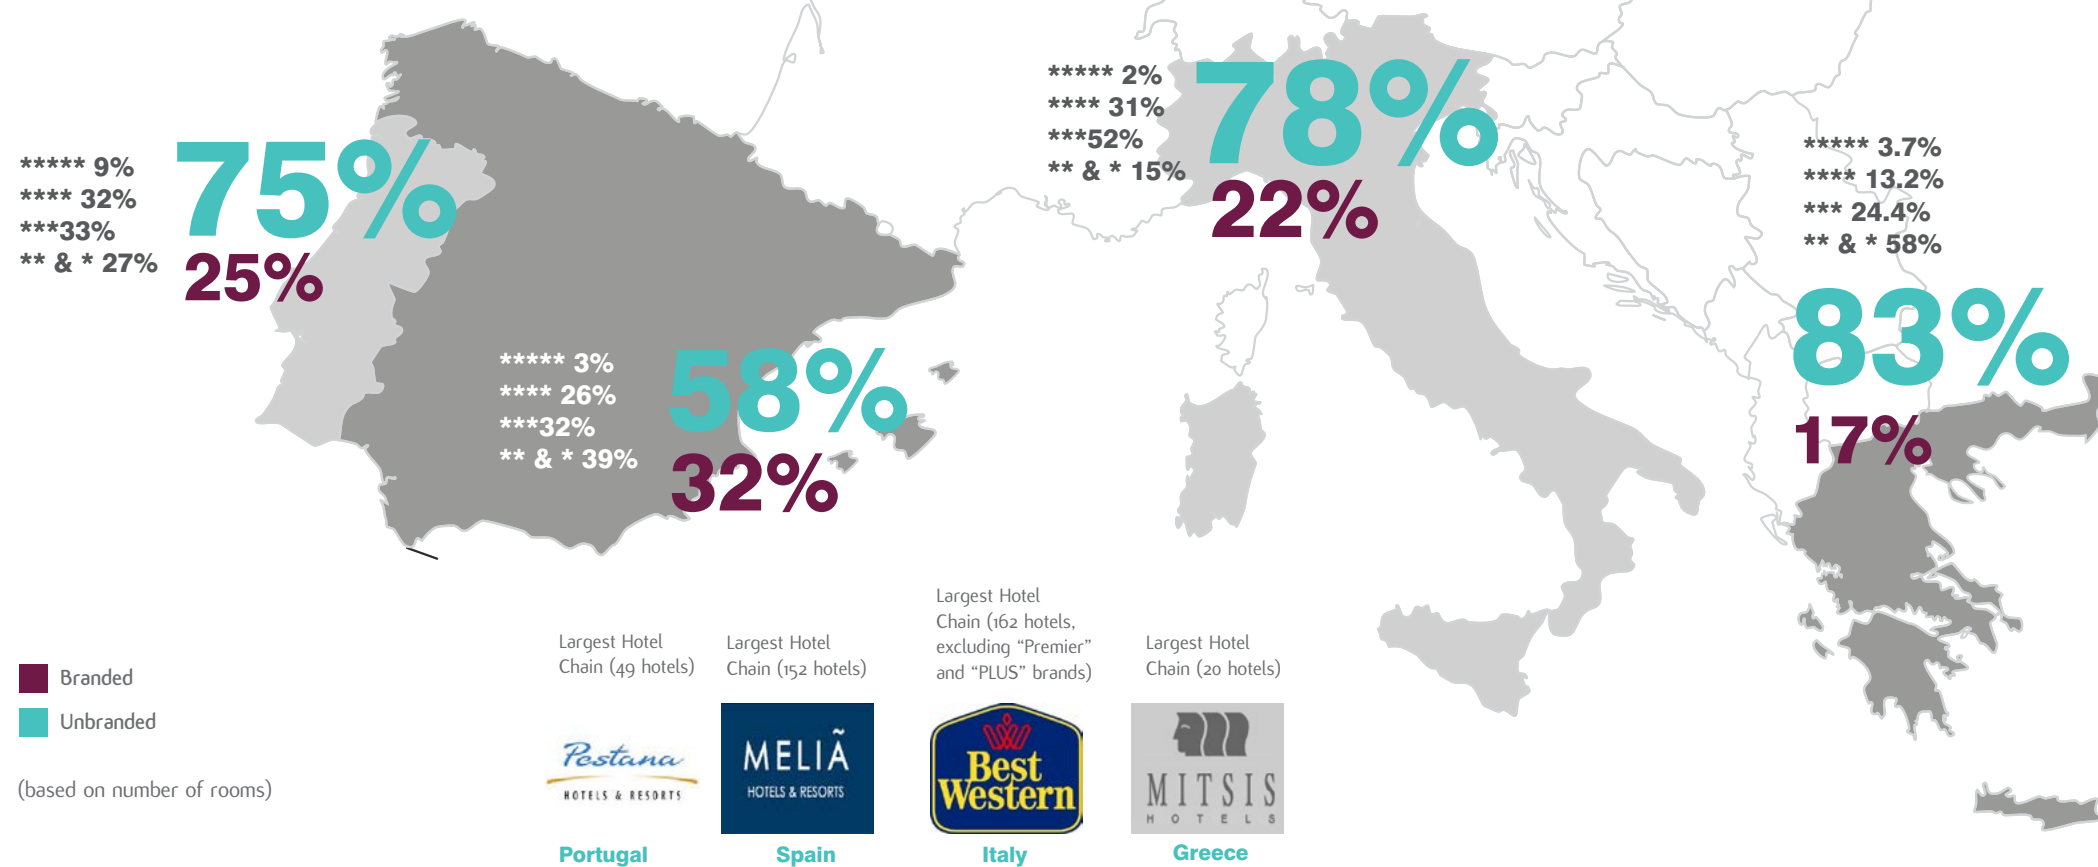 ***** 9%
**** 32%
***33%
** & * 27%
75%
25%
***** 3%
**** 26%
***32%
** & * 39%
58%
32%
***** 2%
**** 31%
***52%
** & * 15%
78%
22%
***** 3.7%
**** 13.2%
*** 24.4%
** & * 58%
83%
17%
Branded
Unbranded
(based on number of rooms)
Largest Hotel
Chain (49 hotels)
Pestana
HOTELS & RESORTS
Portugal
Largest Hotel
Chain (152 hotels)
MELIÃ
HOTELS & RESORTS
Spain
Largest Hotel
Chain (162 hotels,
excluding “Premier”
and “PLUS” brands)
Best
Western
Italy
Largest Hotel
Chain (20 hotels)
MITSIS
HOTELS
Greece